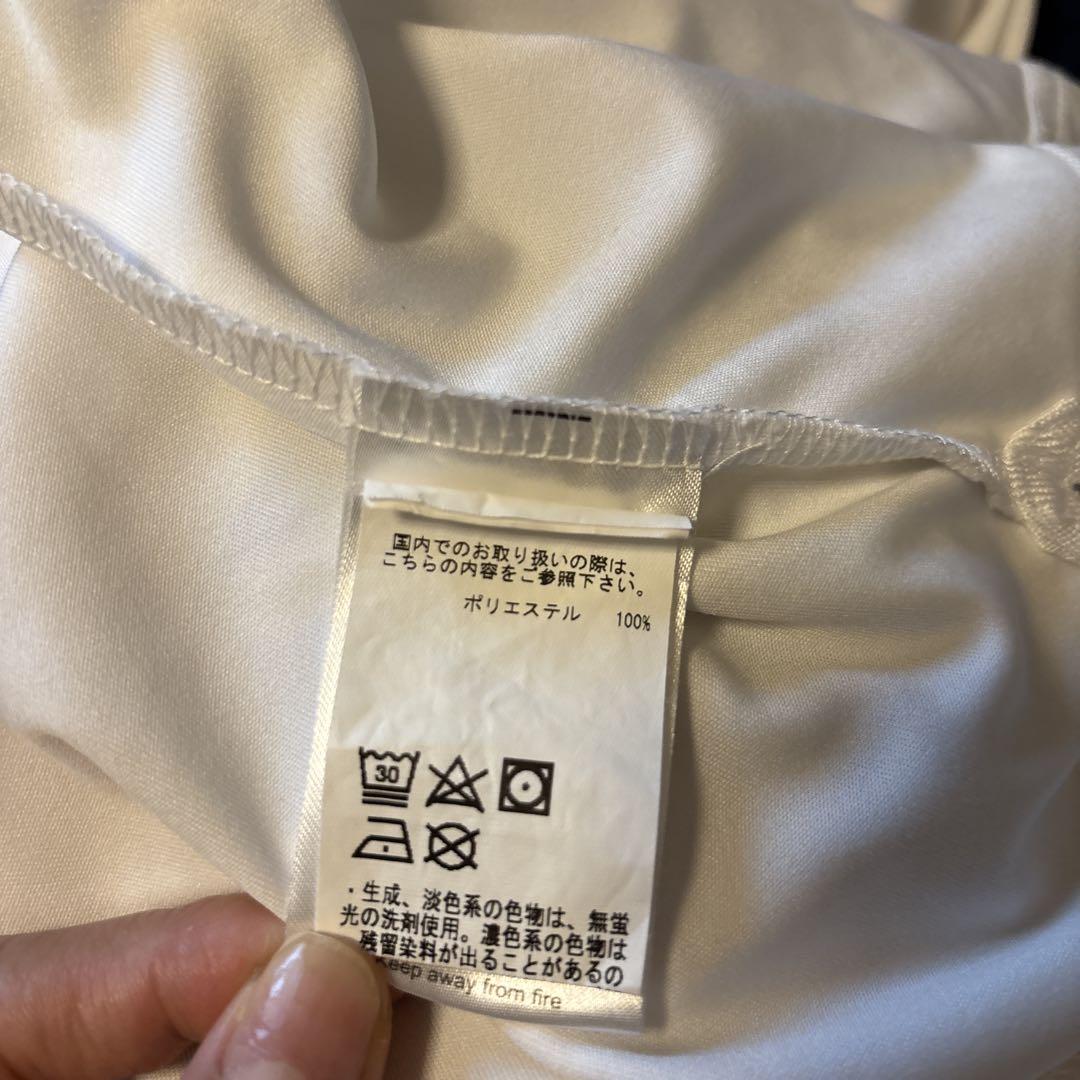 国内でのお取り扱いの際は、
こちらの内容をご参照下さい。
ポリエステル 100%
30
・生成、淡色系の色物は、無蛍
光の洗剤使用。濃色系の色物は
残留染料が出ることがあるの
Keep away from fire